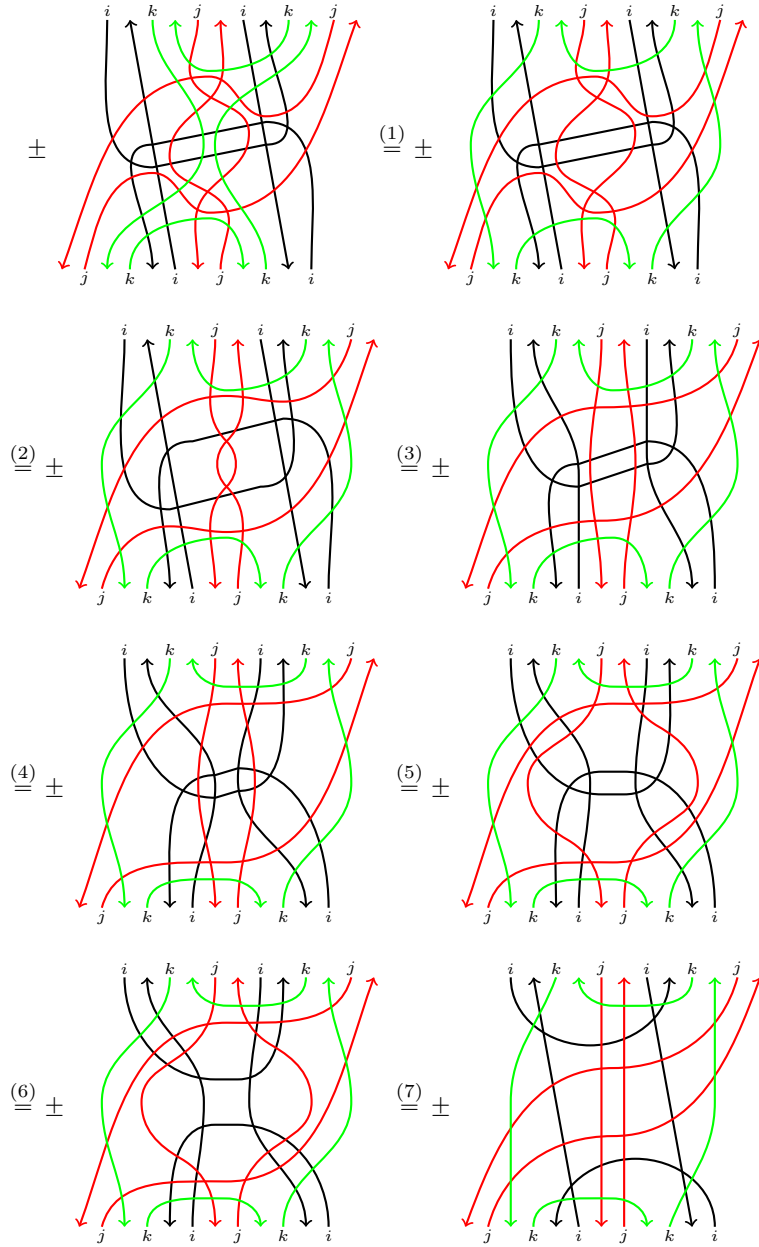 i k j i k j i k j i k j
± (1) = ±
j k i j k i j k i j k i
i k j i k j i k j i k j
(2) = ± (3) = ±
j k i j k i j k i j k i
i k j i k j i k j i k j
(4) = ± (5) = ±
j k i j k i j k i j k i
i k j i k j i k j i k j
(6) = ± (7) = ±
j k i j k i j k i j k i